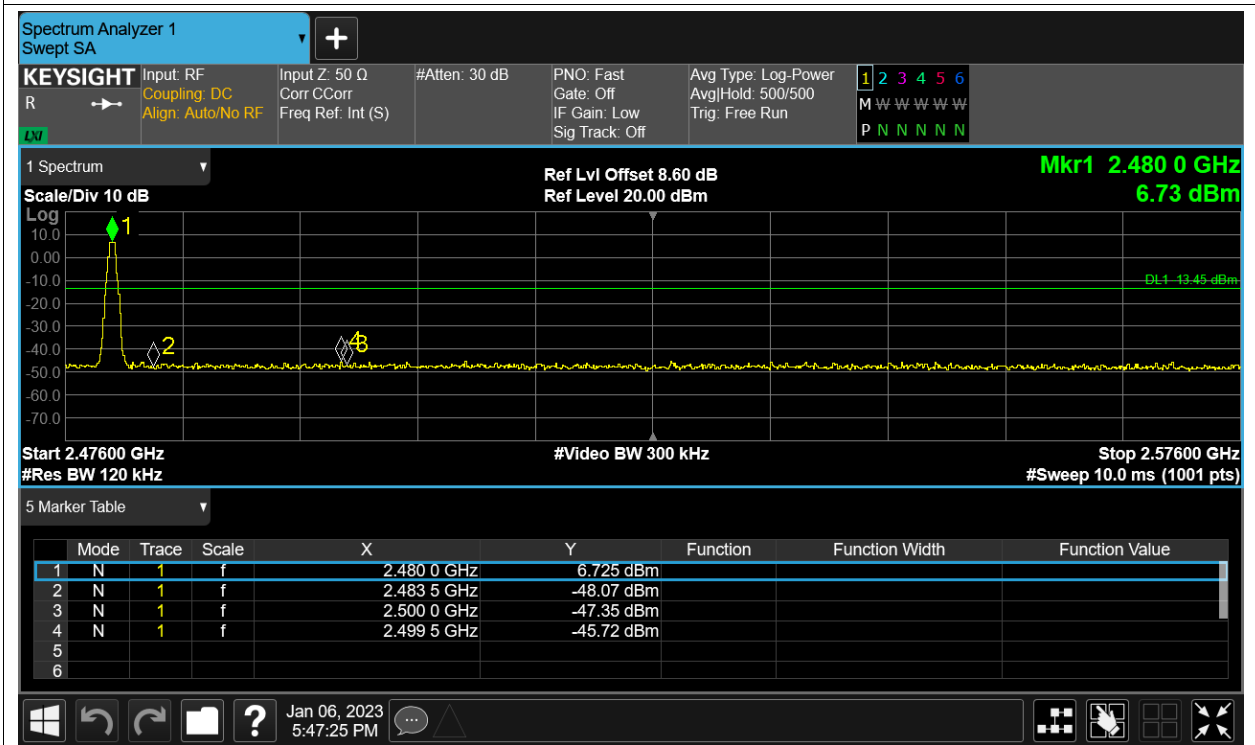 Spectrum Analyzer 1
Swept SA
KEYSIGHT Input: RF Input Z: 50 Ω #Atten: 30 dB PNO: Fast Avg Type: Log-Power 1 2 3 4 5 6
R Coupling: DC Corr CCorr Gate: Off Avg|Hold: 500/500 M W W W W W
Align: Auto/No RF Freq Ref: Int (S) IF Gain: Low Trig: Free Run
LXI Sig Track: Off P N N N N N
1 Spectrum Ref Lvl Offset 8.60 dB Mkr1 2.480 0 GHz
Scale/Div 10 dB Ref Level 20.00 dBm 6.73 dBm
Log
1
10.0
0.00
-10.0 DL1 -13.45 dBm
-20.0
-30.0
2 4 3
-40.0
-50.0
-60.0
-70.0
Start 2.47600 GHz #Video BW 300 kHz Stop 2.57600 GHz
#Res BW 120 kHz #Sweep 10.0 ms (1001 pts)
5 Marker Table
Mode Trace Scale X Y Function Function Width Function Value
1 N 1 f 2.480 0 GHz 6.725 dBm
2 N 1 f 2.483 5 GHz -48.07 dBm
3 N 1 f 2.500 0 GHz -47.35 dBm
4 N 1 f 2.499 5 GHz -45.72 dBm
5
6
? Jan 06, 2023
5:47:25 PM